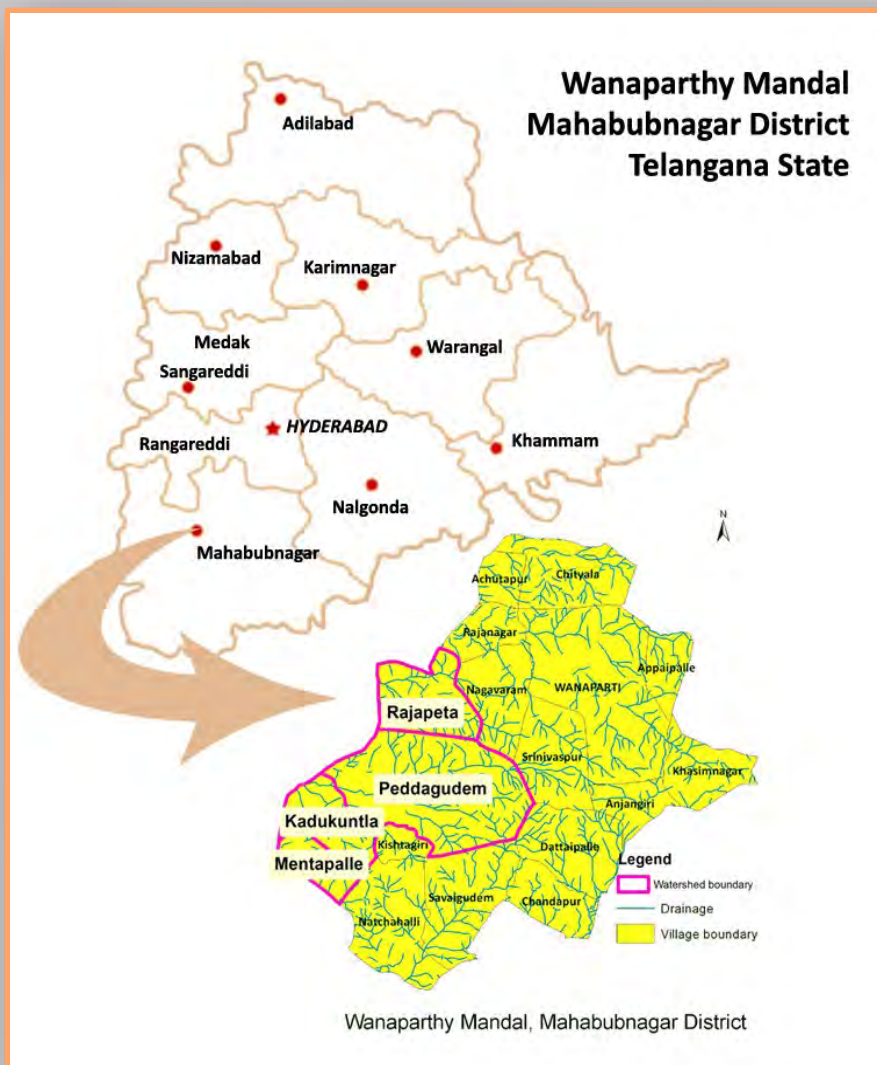 Wanaparthy Mandal
Mahabubnagar District
Telangana State
Adilabad
Nizamabad
Karimnagar
Medak
Warangal
Sangareddi
HYDERABAD
Rangareddi
Khammam
Nalgonda
Mahabubnagar
N
Achutapur
Chityala
Rajanagar
Appaipalle
Nagavaram
WANAPARTI
Rajapeta
Srinivaspur
Khasimnagar
Peddagudem
Anjangiri
Kadukuntla
Kishtagiri
Dattaipalle
Mentapalle
Savaigudem
Chandapur
Natchahalli
Legend
Watershed boundary
Drainage
Village boundary
Wanaparthy Mandal, Mahabubnagar District